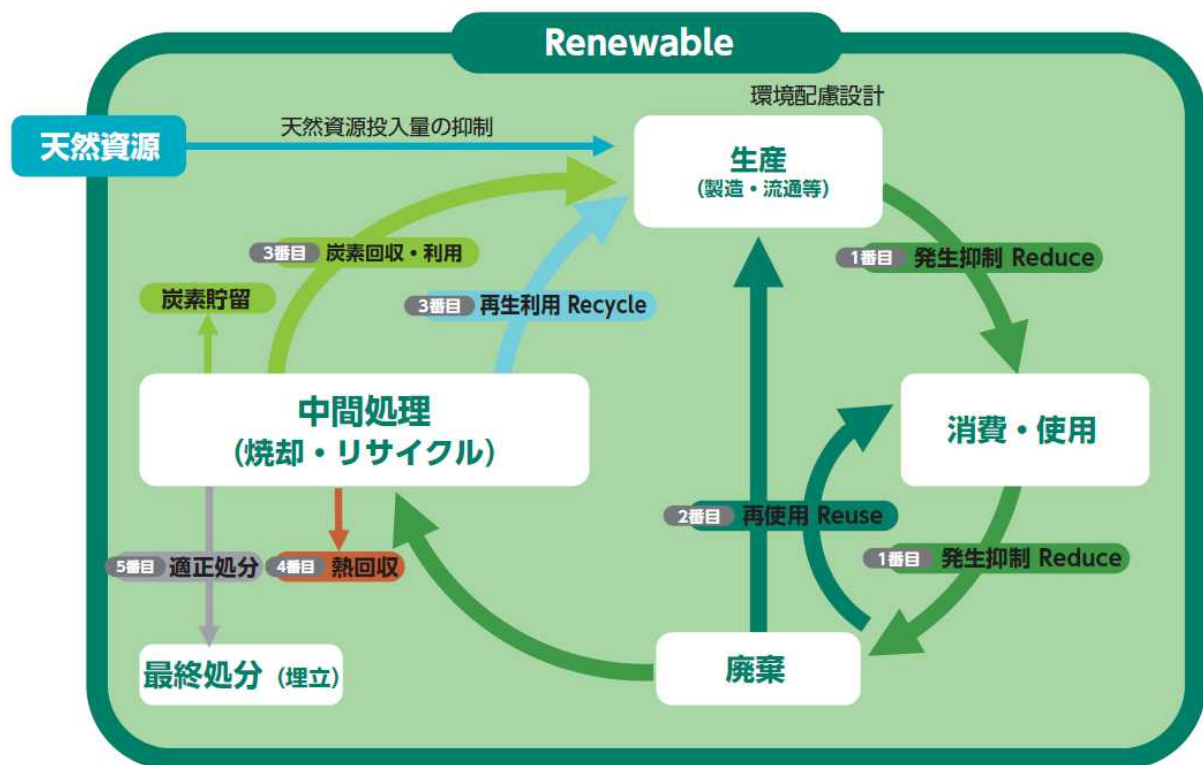 Renewable
環境配慮設計
天然資源
天然資源投入量の抑制
生産
(製造・流通等)
3番目 炭素回収・利用
1番目 発生抑制 Reduce
炭素貯留
3番目 再生利用 Recycle
中間処理
(焼却・リサイクル)
消費・使用
2番目 再使用 Reuse
5番目 適正処分
4番目 熱回収
1番目 発生抑制 Reduce
最終処分 (埋立)
廃棄